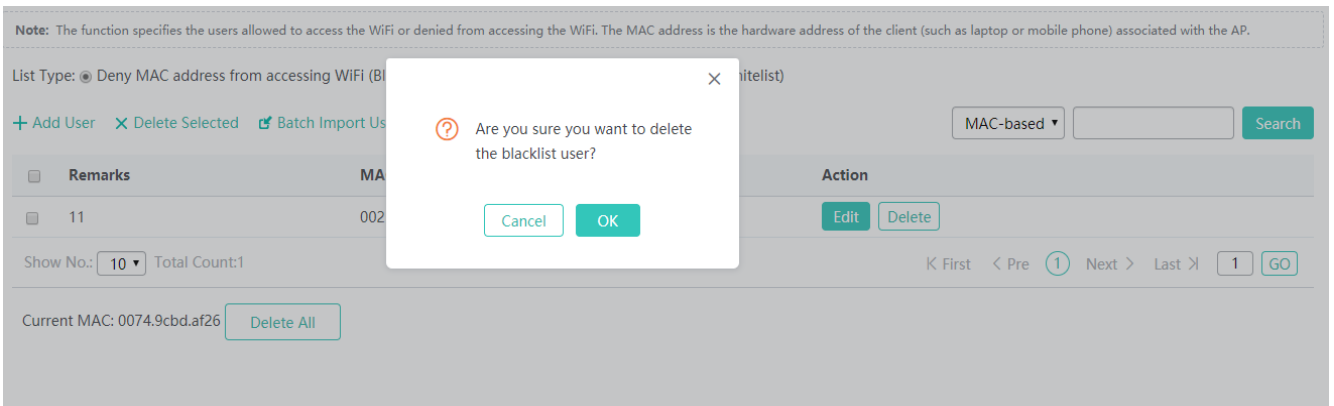 Note: The function specifies the users allowed to access the WiFi or denied from accessing the WiFi. The MAC address is the hardware address of the client (such as laptop or mobile phone) associated with the AP.
List Type: Deny MAC address from accessing WiFi (Bl
Add User Delete Selected Batch Import Us MAC-based Search
Are you sure you want to delete
the blacklist user?
Remarks MA Action
11 002 Edit Delete
Cancel OK
Show No.: 10 Total Count:1 First Pre 1 Next Last 1 GO
Current MAC: 0074.9cbd.af26 Delete All